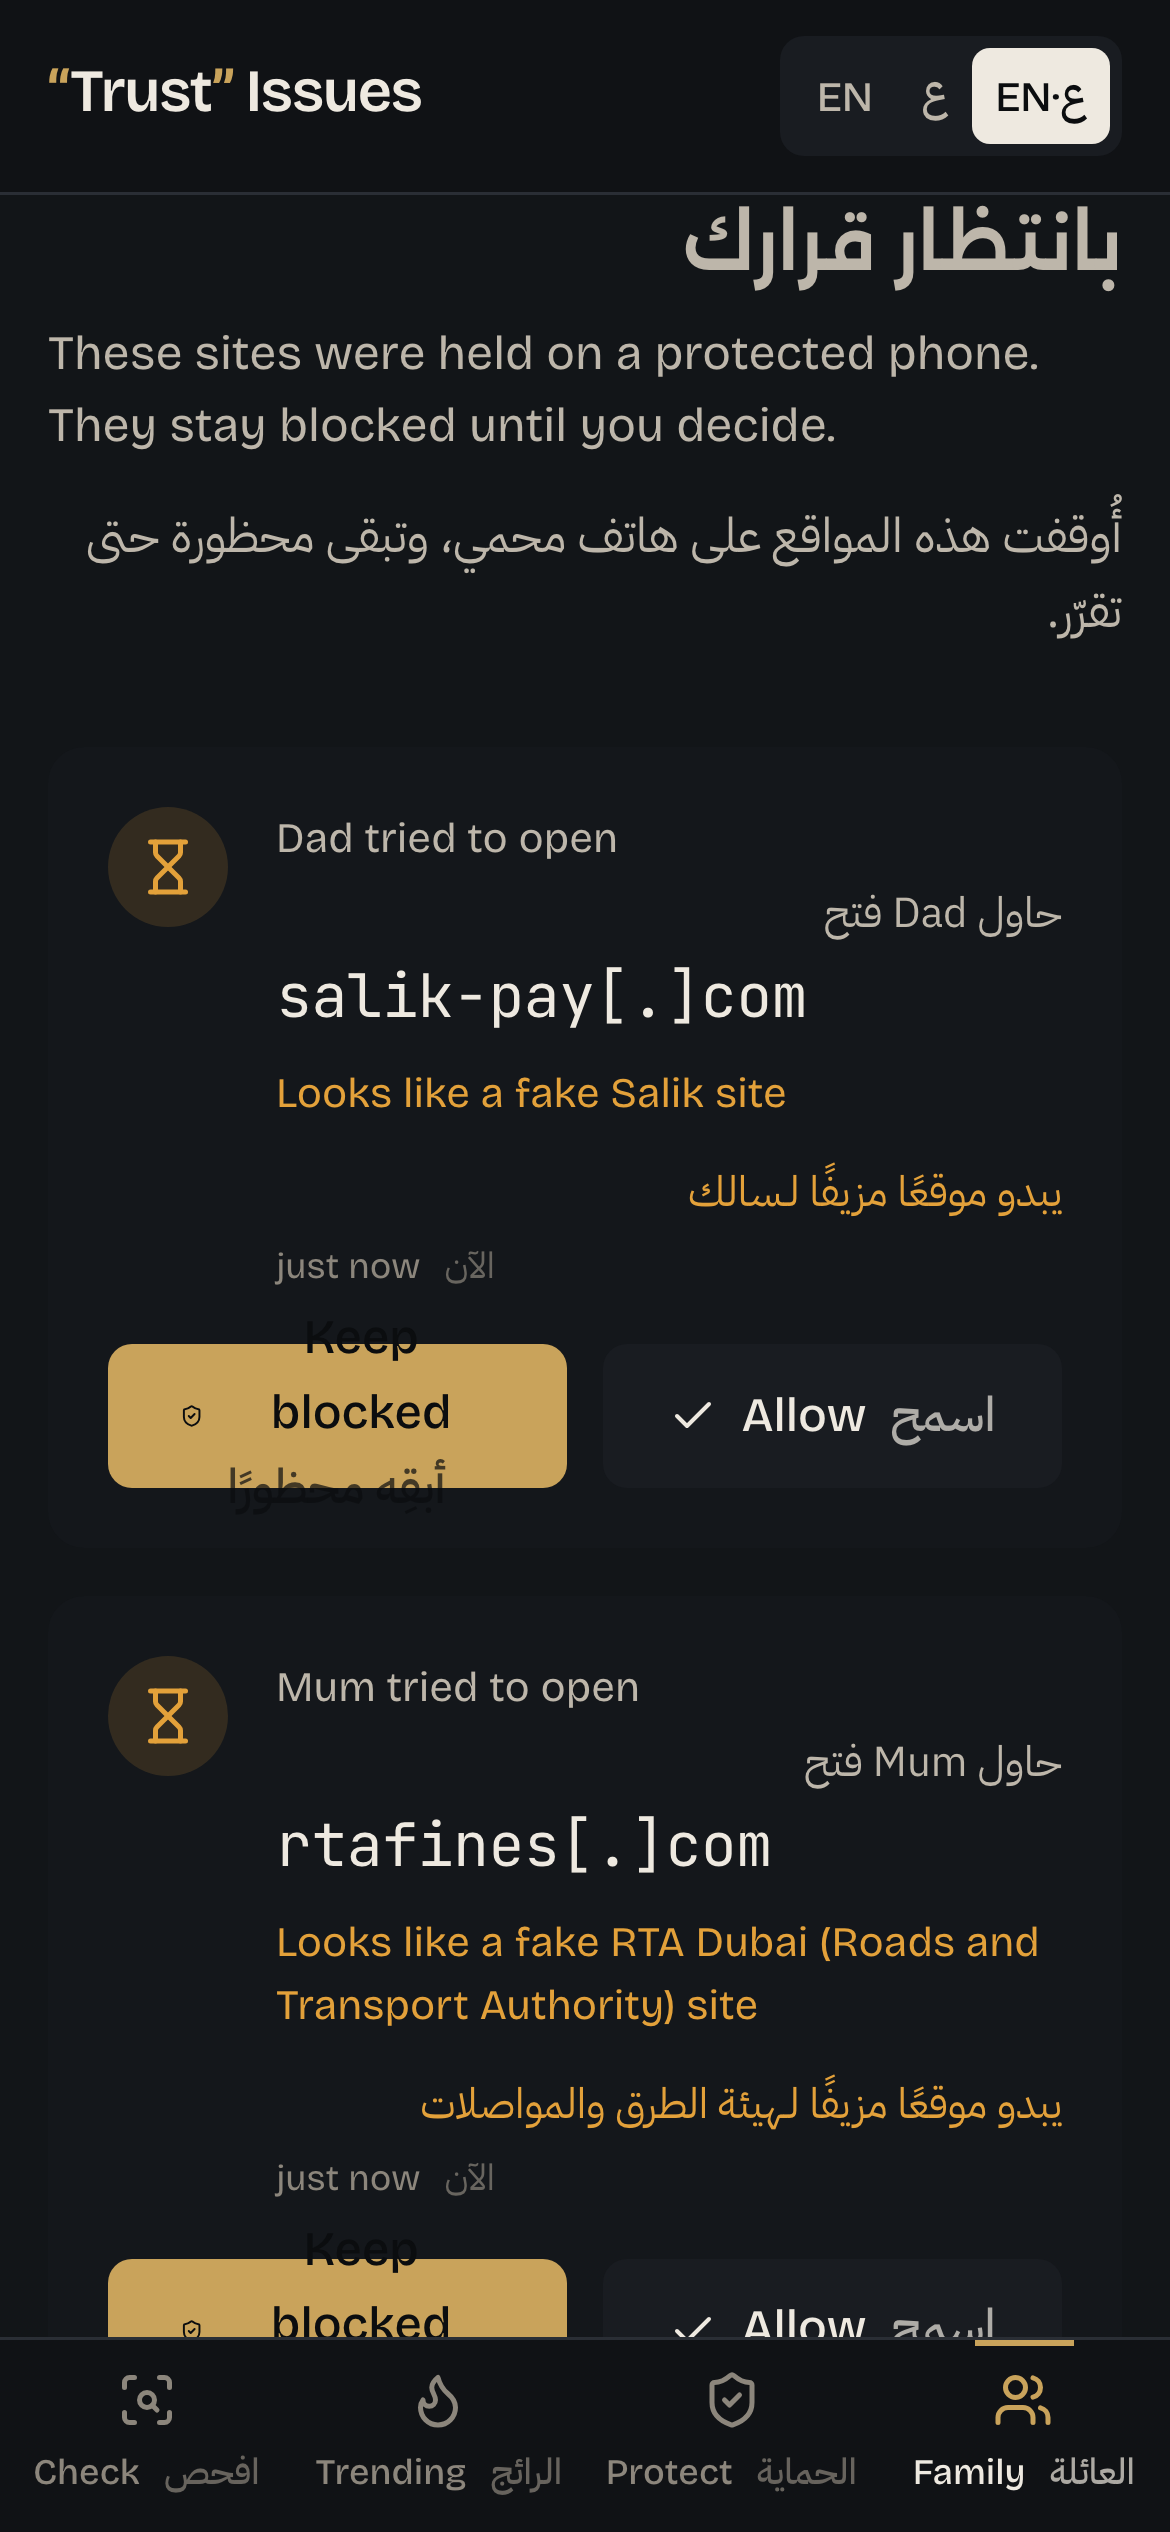 “Trust” Issues
EN ع EN·ع
بانتظار قرارك
These sites were held on a protected phone.
They stay blocked until you decide.
أُوقفت هذه المواقع على هاتف محمي، وتبقى محظورة حتى
تقرّر.
Dad tried to open
حاول Dad فتح
salik-pay[.]com
Looks like a fake Salik site
يبدو موقعًا مزيفًا لـسالك
just now الآن
Keep
blocked
أبقِه محظورًا
Allow اسمح
Mum tried to open
حاول Mum فتح
rtafines[.]com
Looks like a fake RTA Dubai (Roads and
Transport Authority) site
يبدو موقعًا مزيفًا لـهيئة الطرق والمواصلات
just now الآن
Keep
blocked
Allow اسمح
Check افحص
Trending الرائج
Protect الحماية
Family العائلة